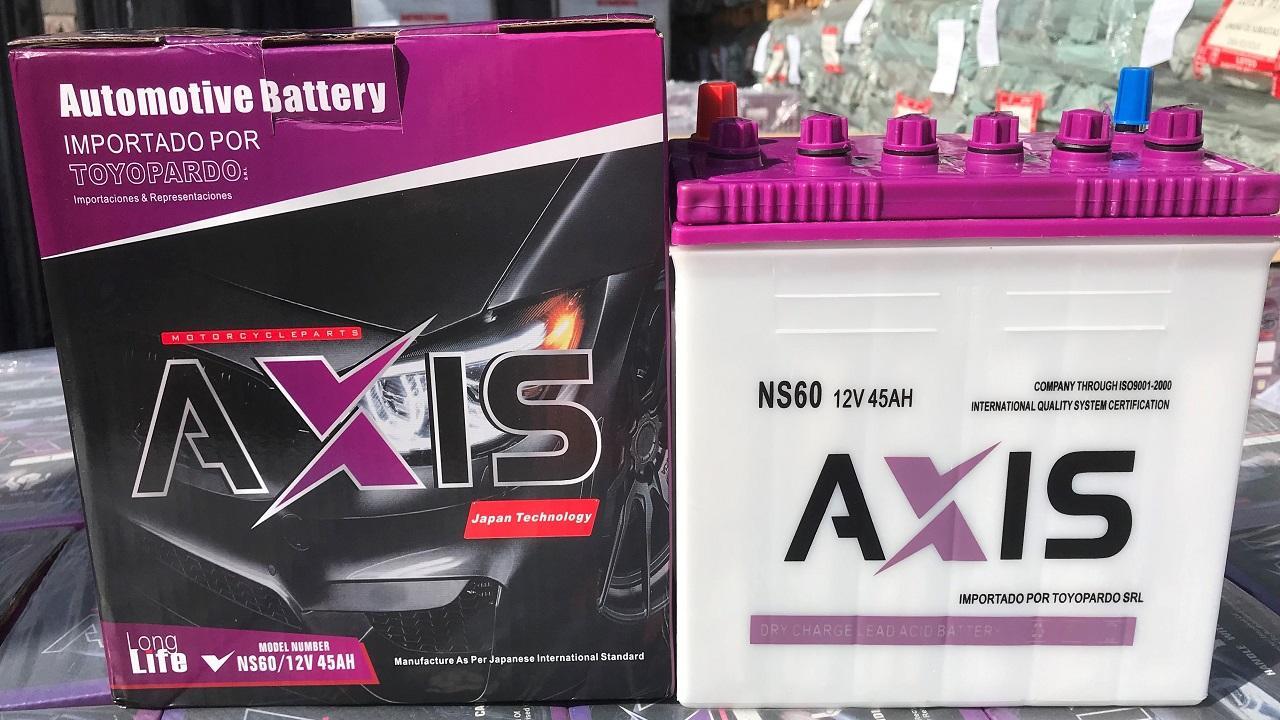 Automotive Battery
IMPORTADO POR
TOYOPARDO S.R.L.
Importaciones & Representaciones
MOTORCYCLEPARTS
AXIS
Japan Technology
Long
Life
MODEL NUMBER
NS60/12V 45AH
Manufacture As Per Japanese International Standard
NS60 12V 45AH
COMPANY THROUGH ISO9001-2000
INTERNATIONAL QUALITY SYSTEM CERTIFICATION
AXIS
IMPORTADO POR TOYOPARDO SRL
DRY CHARGE LEAD ACID BATTERY